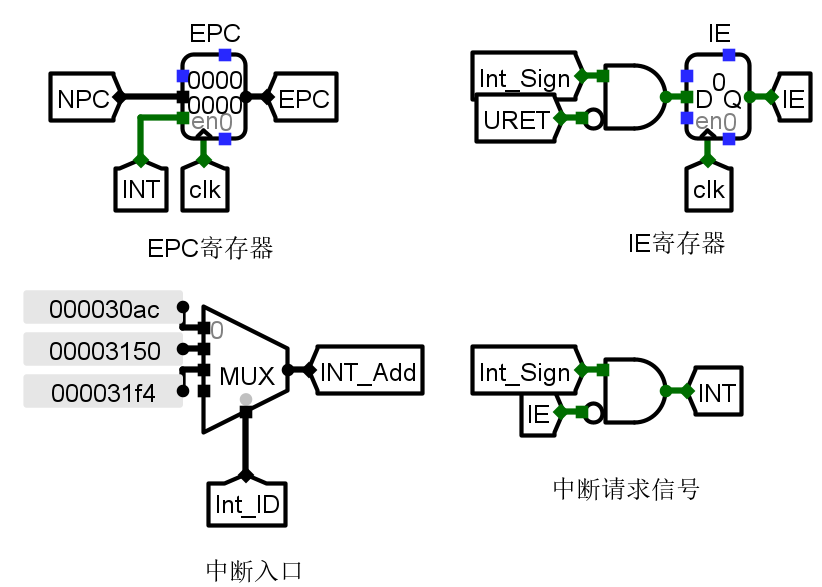 EPC
NPC
0000
0000
en0
EPC
INT
clk
EPC寄存器
IE
Int_Sign
URET
0
D Q
en0
IE
clk
IE寄存器
000030ac
00003150
000031f4
0
MUX
INT_Add
Int_ID
中断入口
Int_Sign
IE
INT
中断请求信号